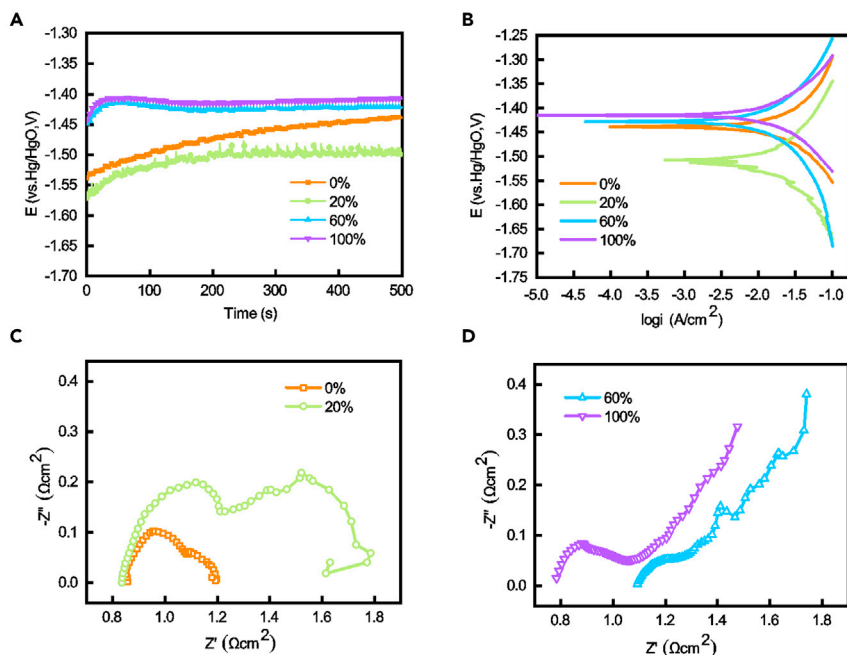 A
-1.30
-1.35
-1.40
-1.45
-1.50
-1.55
-1.60
-1.65
-1.70
E (vs.Hg/HgO,V)
0%
20%
60%
100%
0 100 200 300 400 500
Time (s)
B
-1.25
-1.30
-1.35
-1.40
-1.45
-1.50
-1.55
-1.60
-1.65
-1.70
-1.75
E (vs.Hg/HgO,V)
0%
20%
60%
100%
-5.0 -4.5 -4.0 -3.5 -3.0 -2.5 -2.0 -1.5 -1.0
logi (A/cm²)
C
0.4
0.3
0.2
0.1
0.0
-Z" (Ωcm²)
0%
20%
0.8 1.0 1.2 1.4 1.6 1.8
Z' (Ωcm²)
D
0.4
0.3
0.2
0.1
0.0
-Z" (Ωcm²)
60%
100%
0.8 1.0 1.2 1.4 1.6 1.8
Z' (Ωcm²)